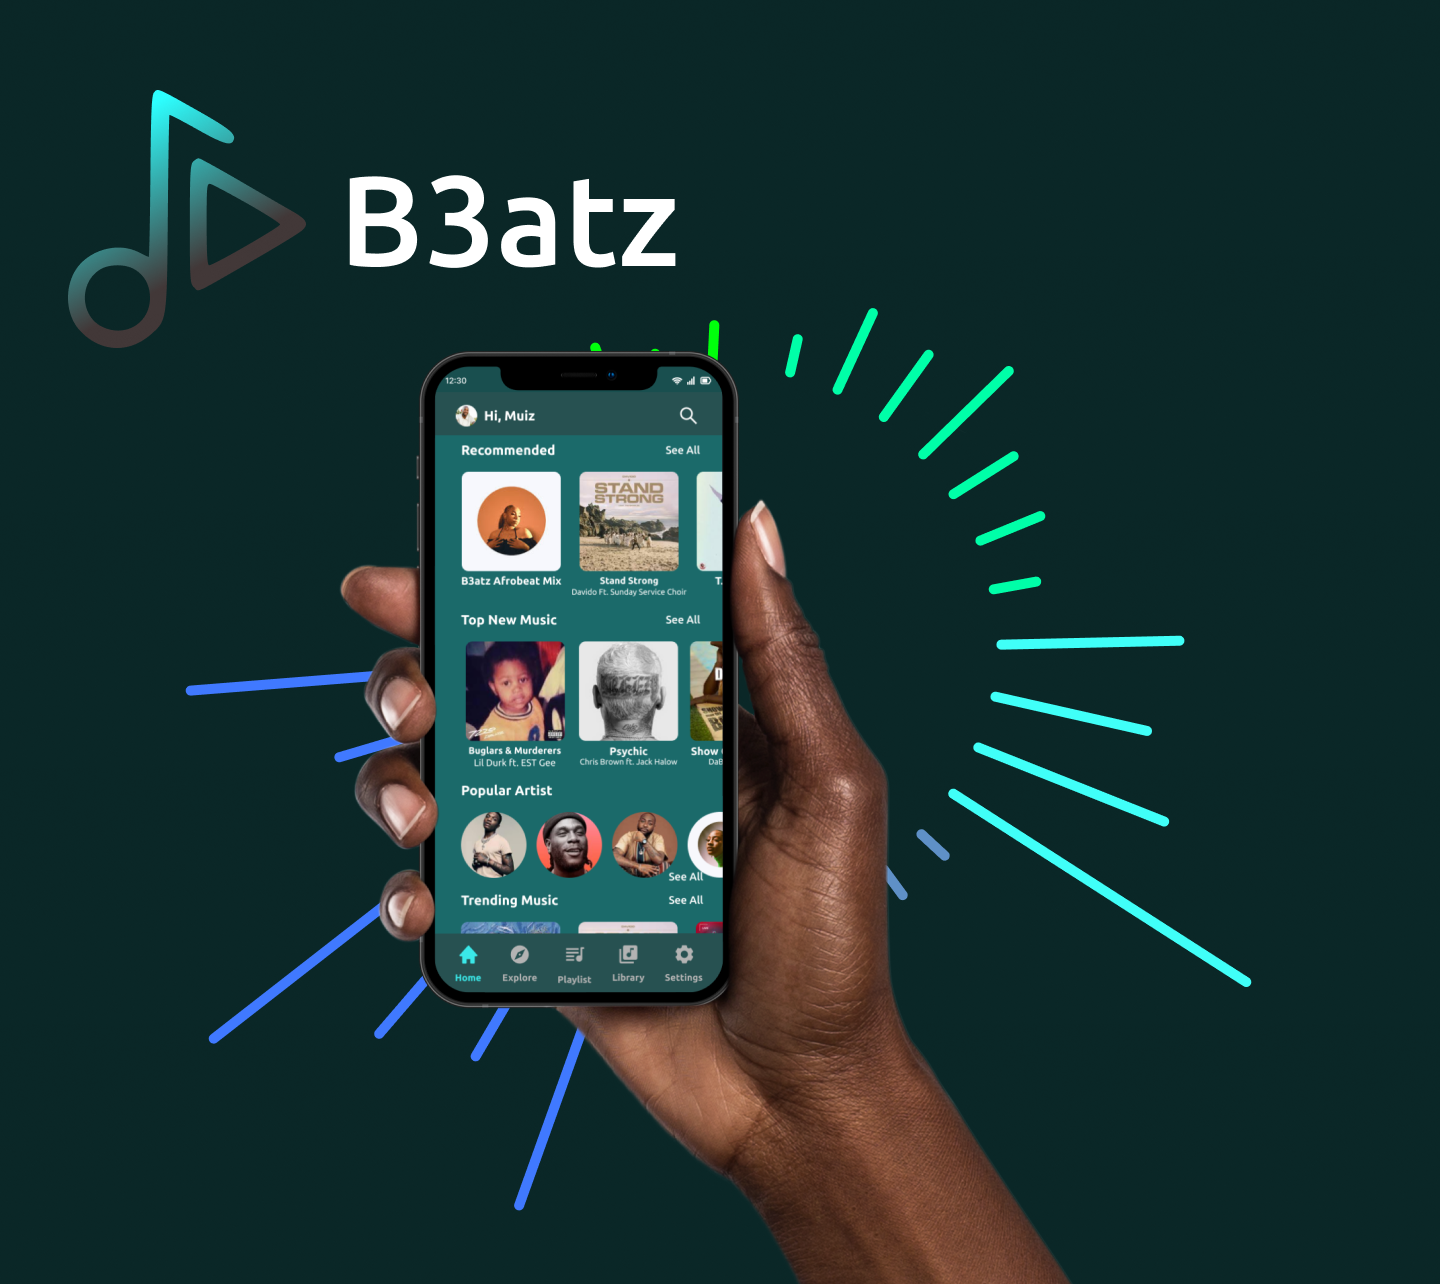 B3atz
12:30
Hi, Muiz
Recommended See All
STAND
STRONG
B3atz Afrobeat Mix
Stand Strong
T.
Davido Ft. Sunday Service Choir
Top New Music See All
D
Buglars & Murderers
Psychic
Show
Lil Durk ft. EST Gee
Chris Brown ft. Jack Halow
DaB
Popular Artist
See All
Trending Music See All
Home Explore Playlist Library Settings